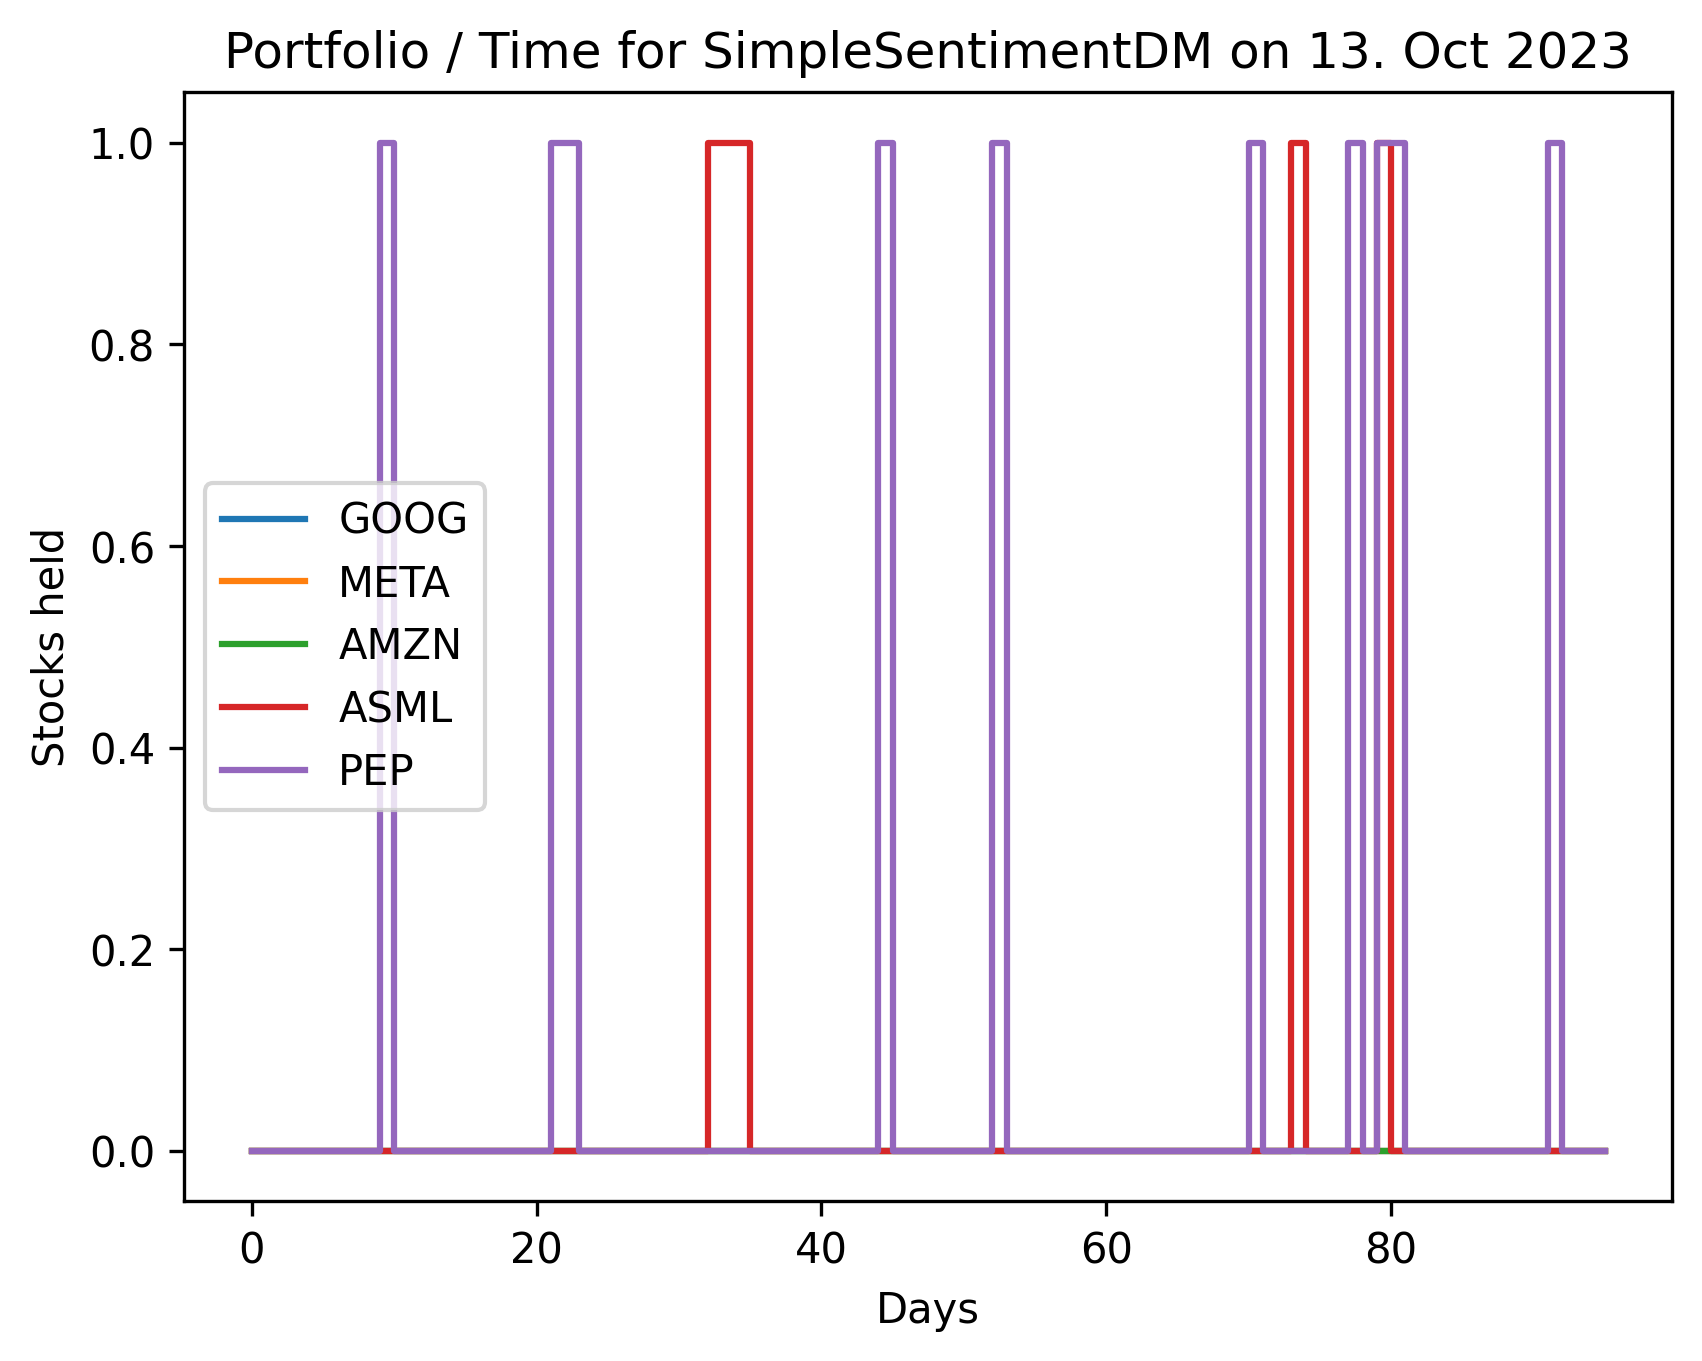 Portfolio / Time for SimpleSentimentDM on 13. Oct 2023
1.0
0.8
0.6
0.4
0.2
0.0
Stocks held
GOOG
META
AMZN
ASML
PEP
0 20 40 60 80
Days